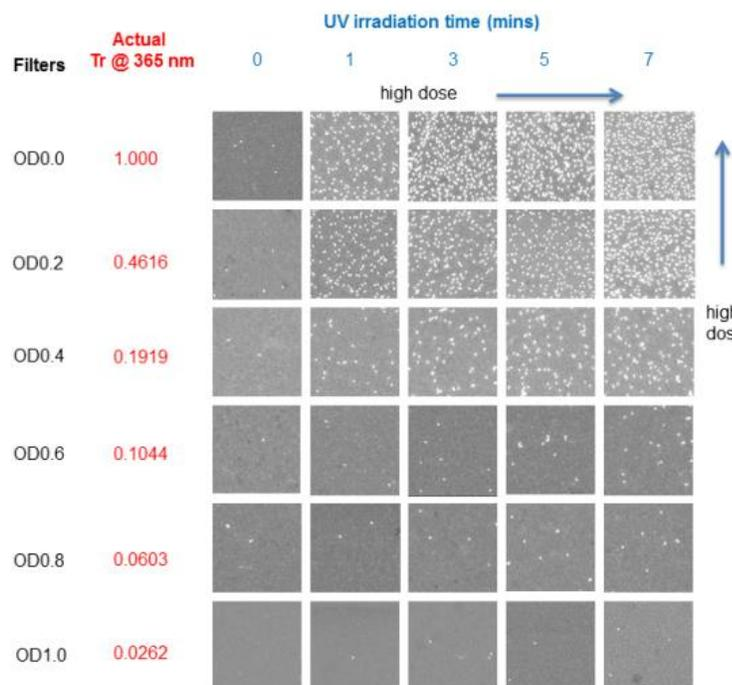 UV irradiation time (mins)
Actual
Tr @ 365 nm
Filters
0 1 3 5 7
high dose
OD0.0 1.000
OD0.2 0.4616
high
OD0.4 0.1919
OD0.6 0.1044
OD0.8 0.0603
OD1.0 0.0262